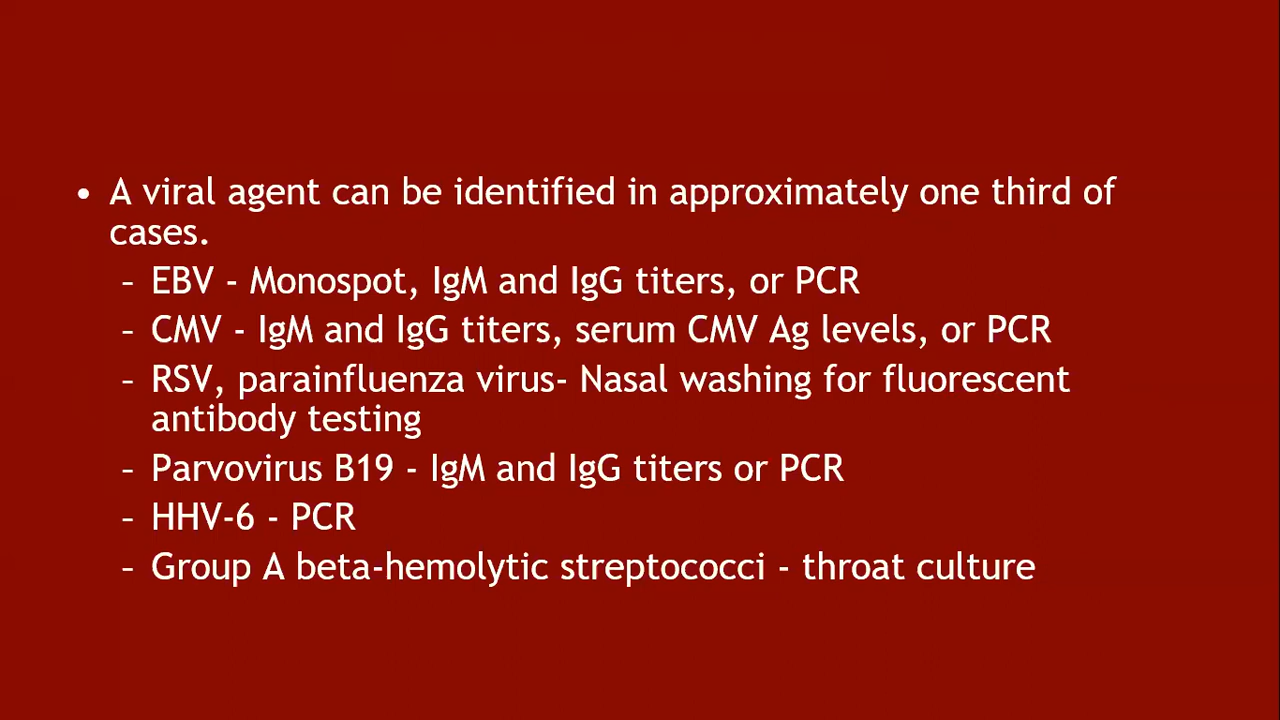 • A viral agent can be identified in approximately one third of
cases.
– EBV - Monospot, IgM and IgG titers, or PCR
– CMV - IgM and IgG titers, serum CMV Ag levels, or PCR
– RSV, parainfluenza virus- Nasal washing for fluorescent
antibody testing
– Parvovirus B19 - IgM and IgG titers or PCR
– HHV-6 - PCR
– Group A beta-hemolytic streptococci - throat culture